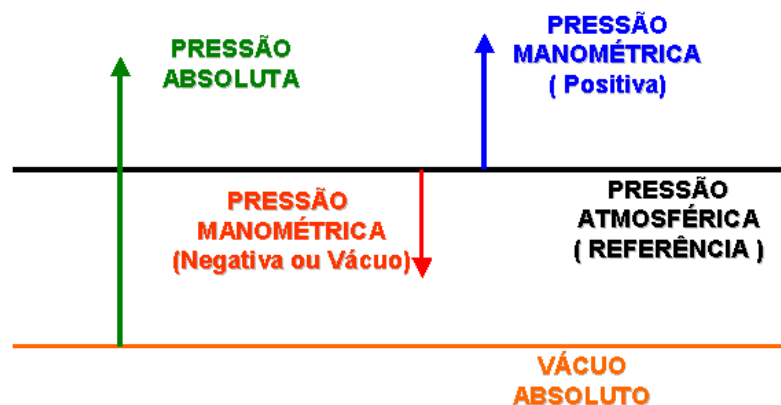 PRESSÃO
ABSOLUTA
PRESSÃO
MANOMÉTRICA
( Positiva)
PRESSÃO
MANOMÉTRICA
(Negativa ou Vácuo)
PRESSÃO
ATMOSFÉRICA
( REFERÊNCIA )
VÁCUO
ABSOLUTO